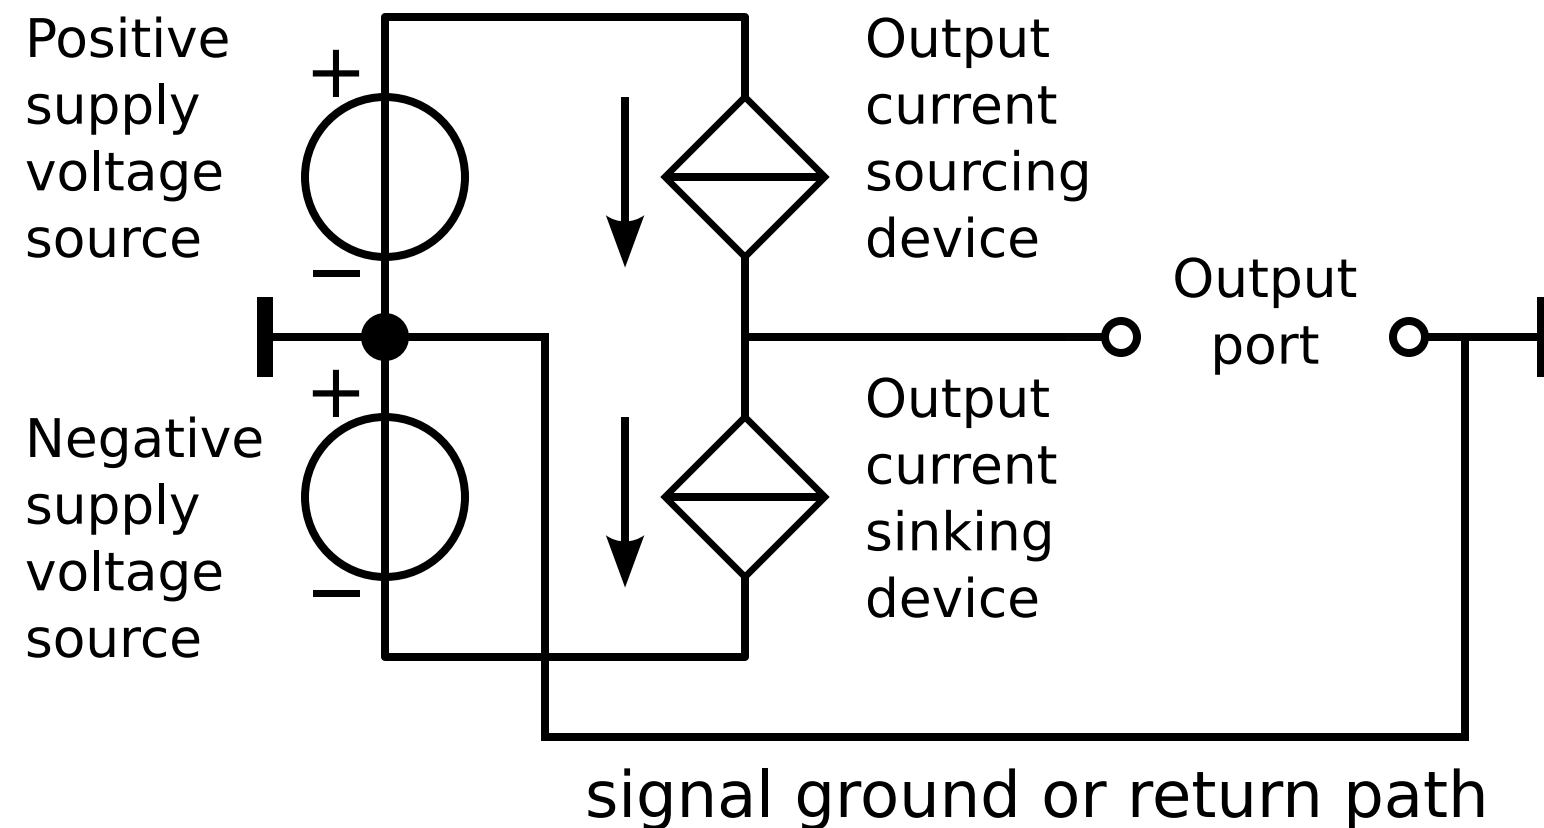 Positive
supply
voltage
source
+
−
Output
current
sourcing
device
Output
port
Negative
supply
voltage
source
+
−
Output
current
sinking
device
signal ground or return path